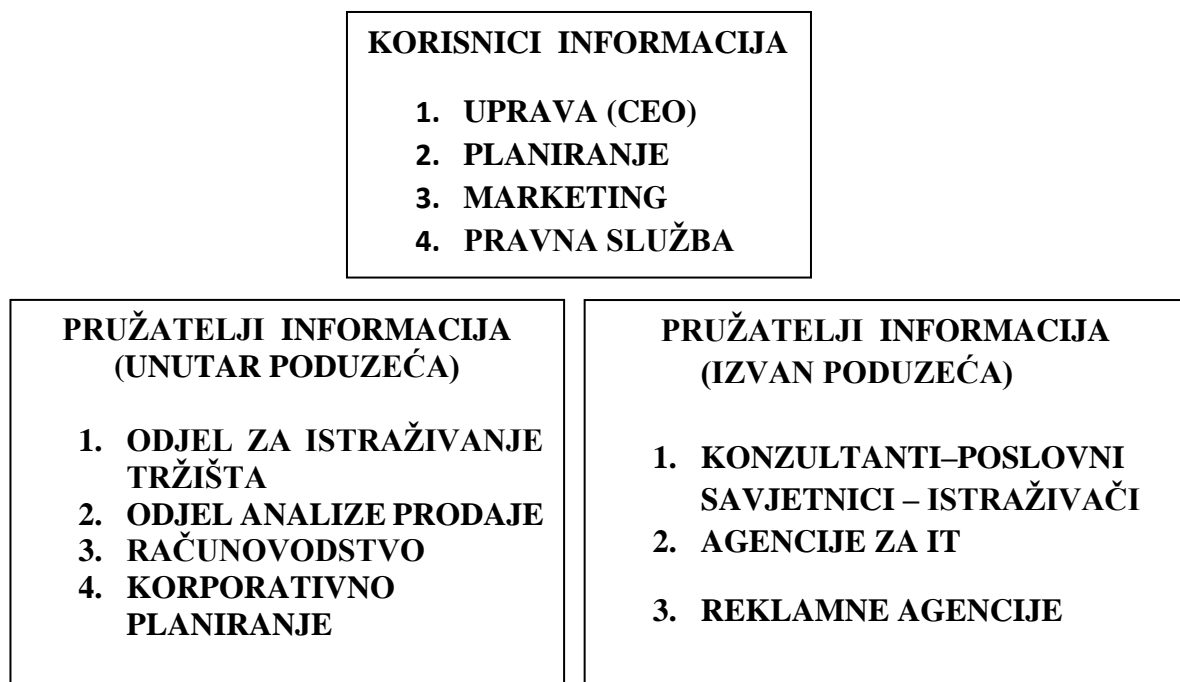 KORISNICI INFORMACIJA
1. UPRAVA (CEO)
2. PLANIRANJE
3. MARKETING
4. PRAVNA SLUŽBA
PRUŽATELJI INFORMACIJA
(UNUTAR PODUZEĆA)
1. ODJEL ZA ISTRAŽIVANJE
TRŽIŠTA
2. ODJEL ANALIZE PRODAJE
3. RAČUNOVODSTVO
4. KORPORATIVNO
PLANIRANJE
PRUŽATELJI INFORMACIJA
(IZVAN PODUZEĆA)
1. KONZULTANTI–POSLOVNI
SAVJETNICI – ISTRAŽIVAČI
2. AGENCIJE ZA IT
3. REKLAMNE AGENCIJE